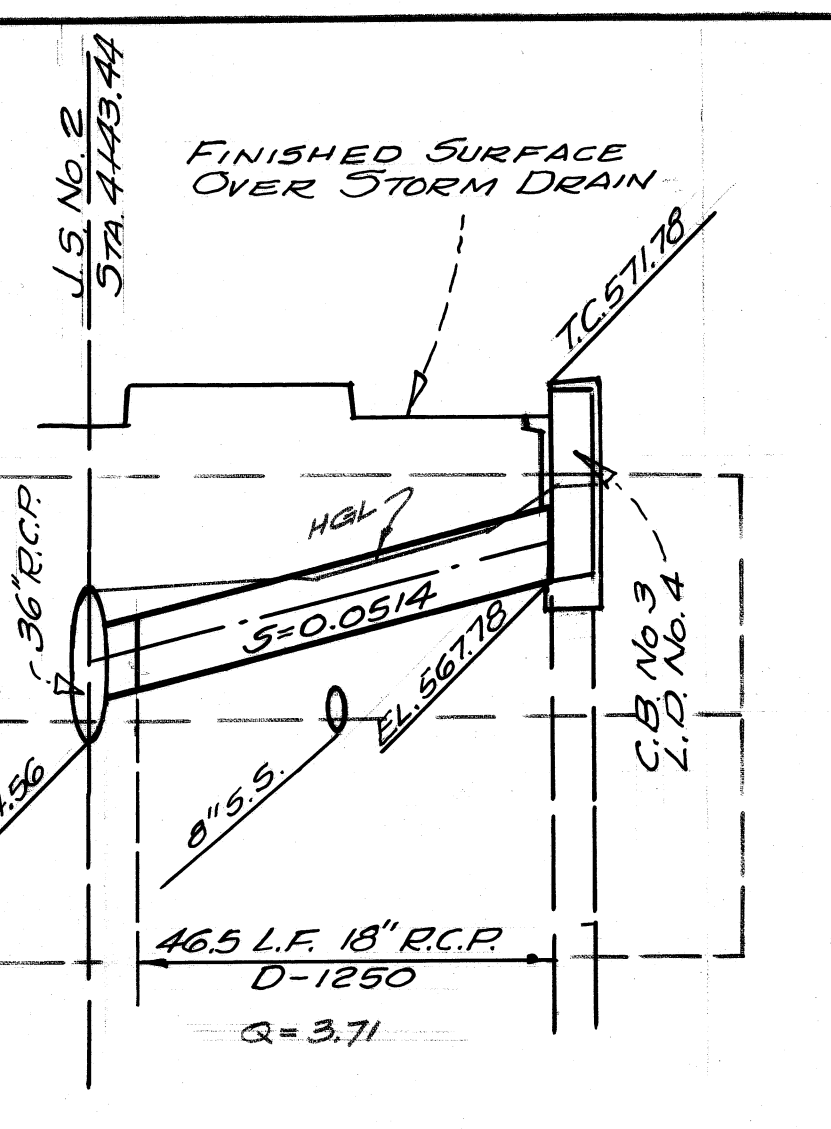 J.S. No. 2
STA 4+43.44
FINISHED SURFACE
OVER STORM DRAIN
T.C. 571.78
36" R.C.P.
HGL
S=0.0514
EL. 567.78
C.B. No 3
L.D. No. 4
.56
8" S.S.
46.5 L.F. 18" R.C.P.
D-1250
Q = 3.71